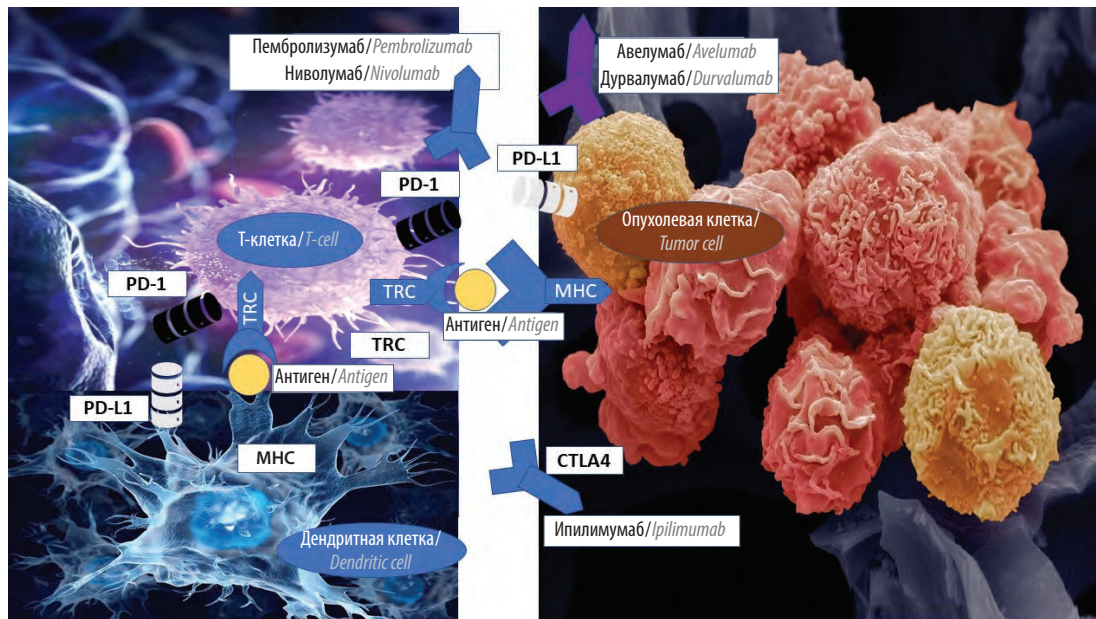 Пембролизумаб/Pembrolizumab
Ниволумаб/Nivolumab
Авелумаб/Avelumab
Дурвалумаб/Durvalumab
PD-L1
PD-1
Т-клетка/T-cell
Опухолевая клетка/
Tumor cell
PD-1
TRC
TRC
MHC
Антиген/Antigen
TRC
Антиген/Antigen
PD-L1
MHC
CTLA4
Ипилимумаб/Ipilimumab
Дендритная клетка/
Dendritic cell